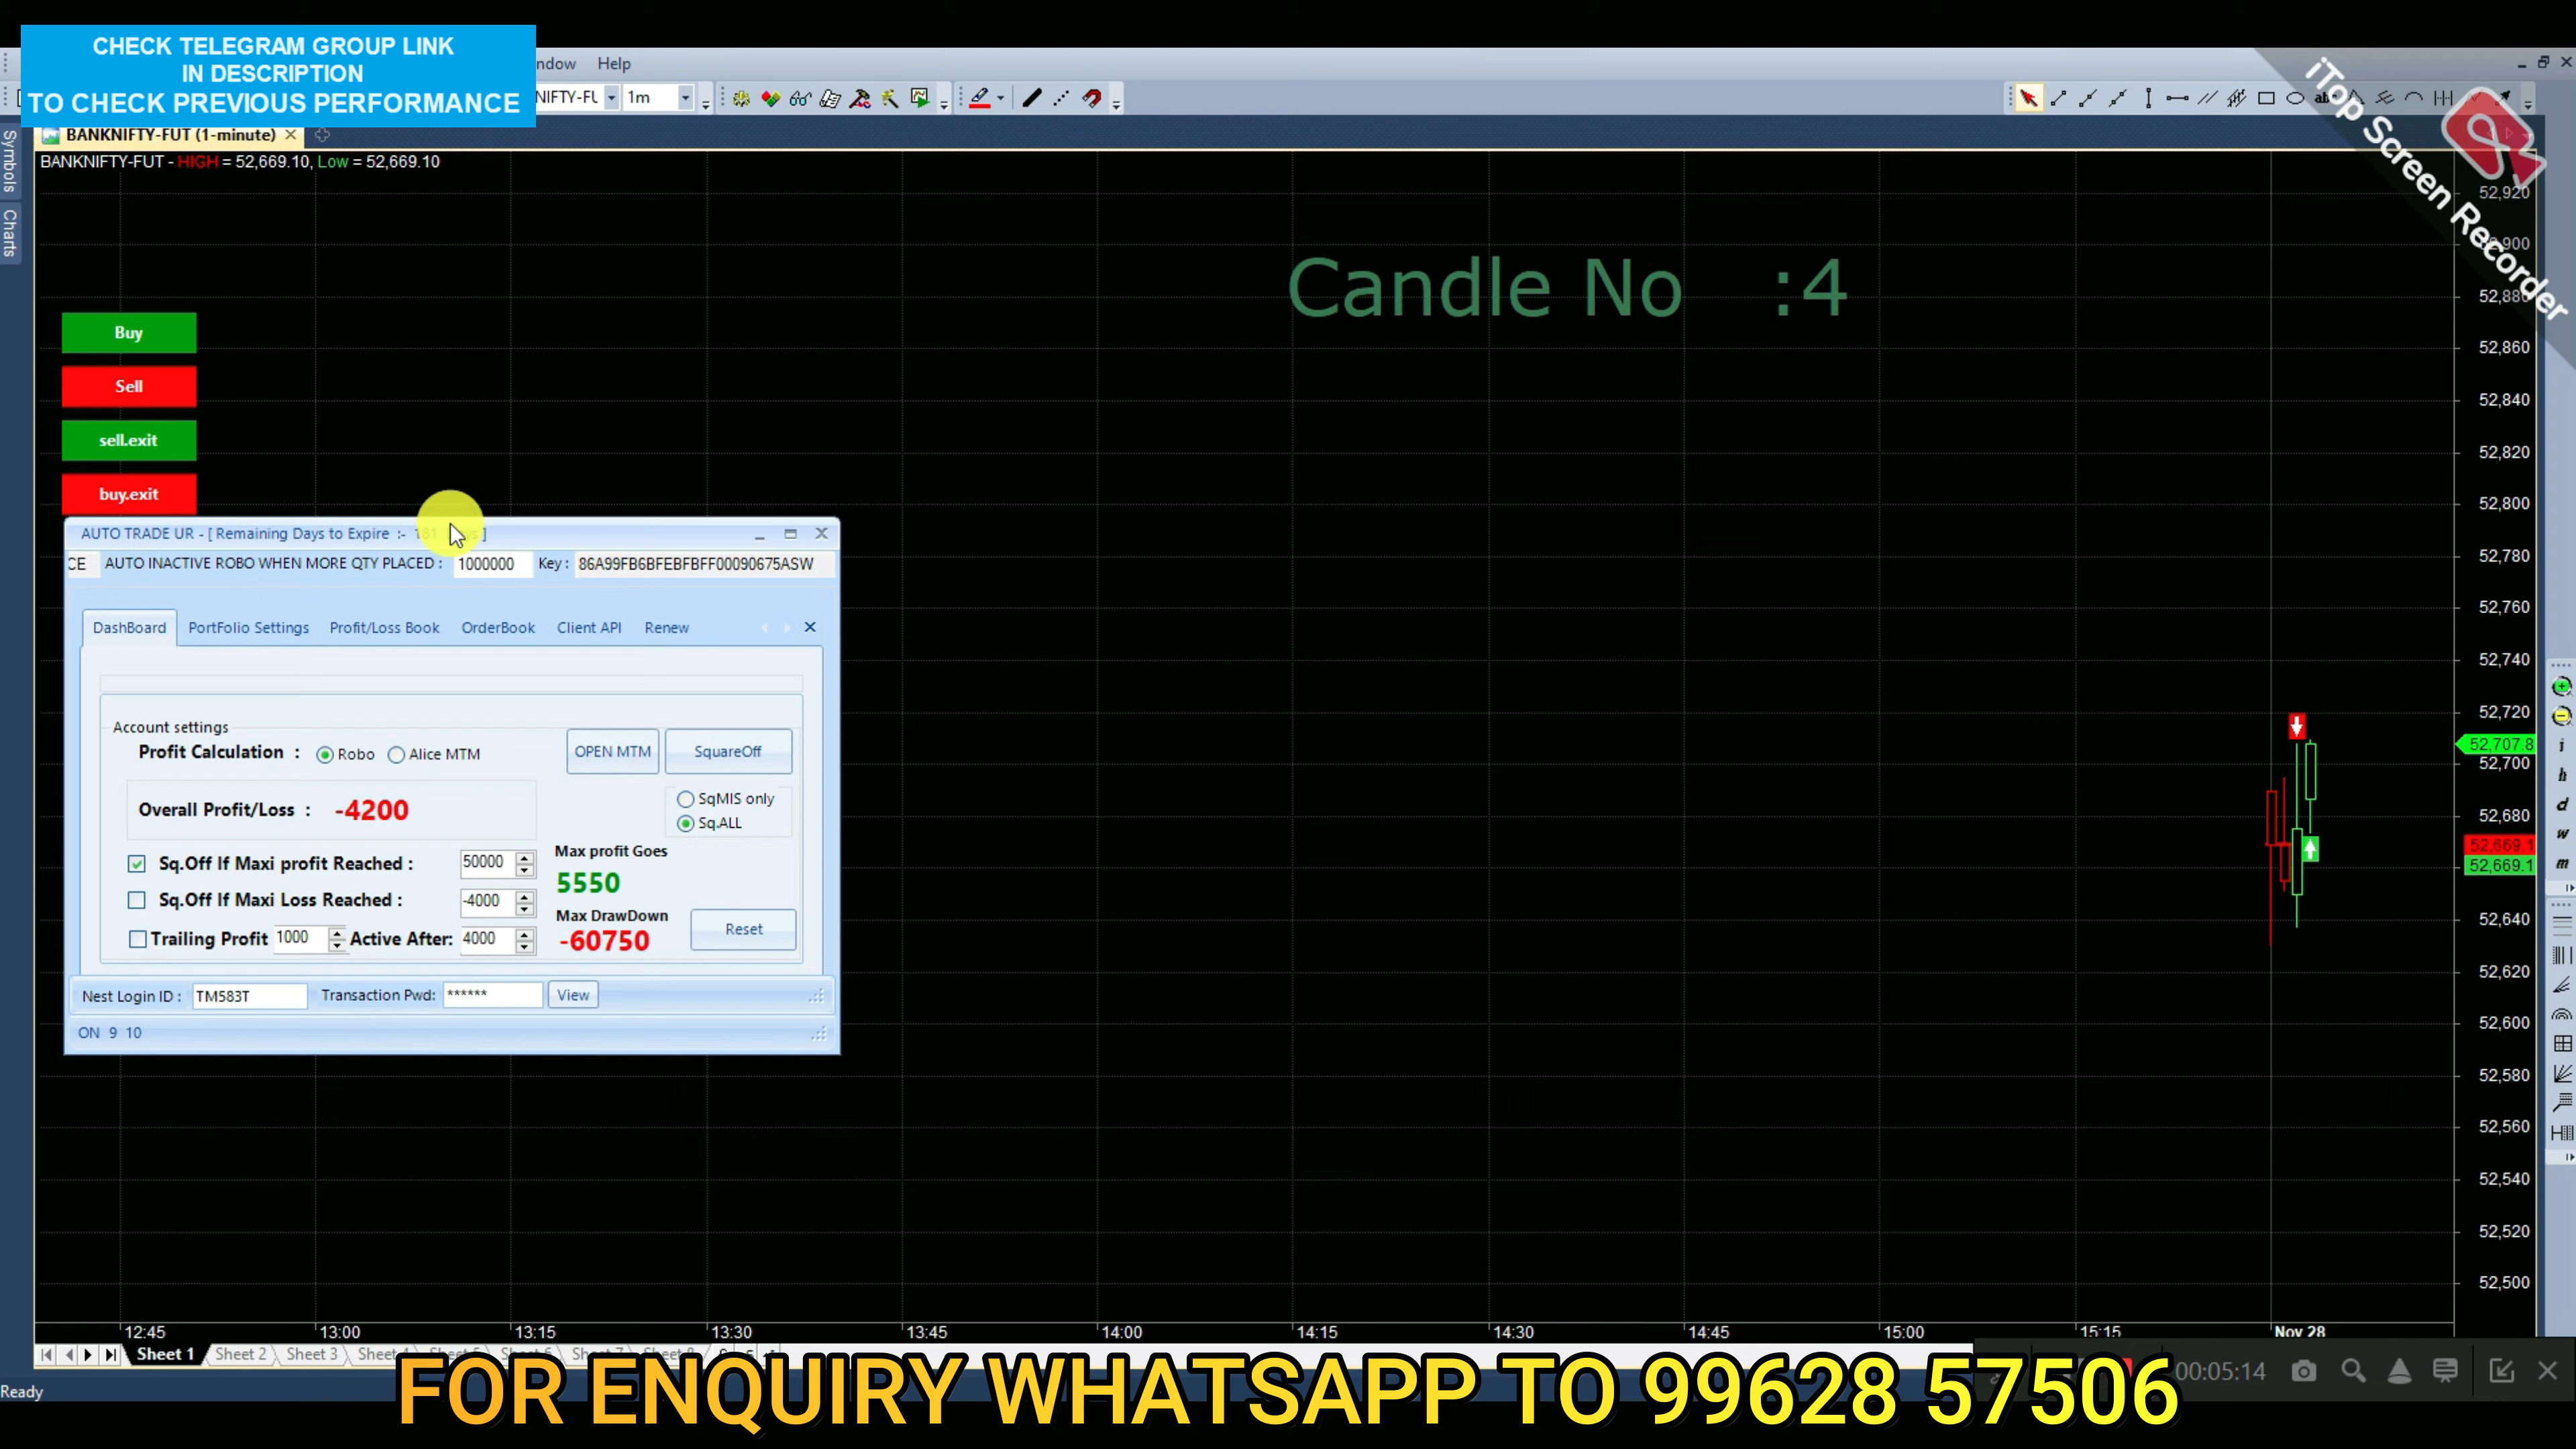 CHECK TELEGRAM GROUP LINK
IN DESCRIPTION
TO CHECK PREVIOUS PERFORMANCE
Help
1m
iTop Screen Recorder
BANKNIFTY-FUT (1-minute)
Symbols
Charts
BANKNIFTY-FUT - HIGH = 52,669.10, Low = 52,669.10
Candle No :4
Buy
Sell
sell.exit
buy.exit
AUTO TRADE UR - [ Remaining Days to Expire :- 181
AUTO INACTIVE ROBO WHEN MORE QTY PLACED : 1000000 Key : 86A99FB6BFEBFBFF00090675ASW
DashBoard PortFolio Settings Profit/Loss Book OrderBook Client API Renew
Account settings
Profit Calculation : Robo Alice MTM OPEN MTM SquareOff
Overall Profit/Loss : -4200
SqMIS only
Sq.ALL
Sq.Off If Maxi profit Reached : 50000
Max profit Goes
5550
Sq.Off If Maxi Loss Reached : -4000
Max DrawDown
-60750
Reset
Trailing Profit 1000 Active After: 4000
Nest Login ID : TM583T Transaction Pwd: ****** View
ON 9 10
52,920
52,900
52,880
52,860
52,840
52,820
52,800
52,780
52,760
52,740
52,720
52,707.8
52,700
52,680
52,669.1
52,669.1
52,640
52,620
52,600
52,580
52,560
52,540
52,520
52,500
i
h
d
w
m
12:45 13:00 13:15 13:30 13:45 14:00 14:15 14:30 14:45 15:00 15:15 Nov 28
Sheet 1 Sheet 2 Sheet 3
00:05:14
Ready
FOR ENQUIRY WHATSAPP TO 99628 57506